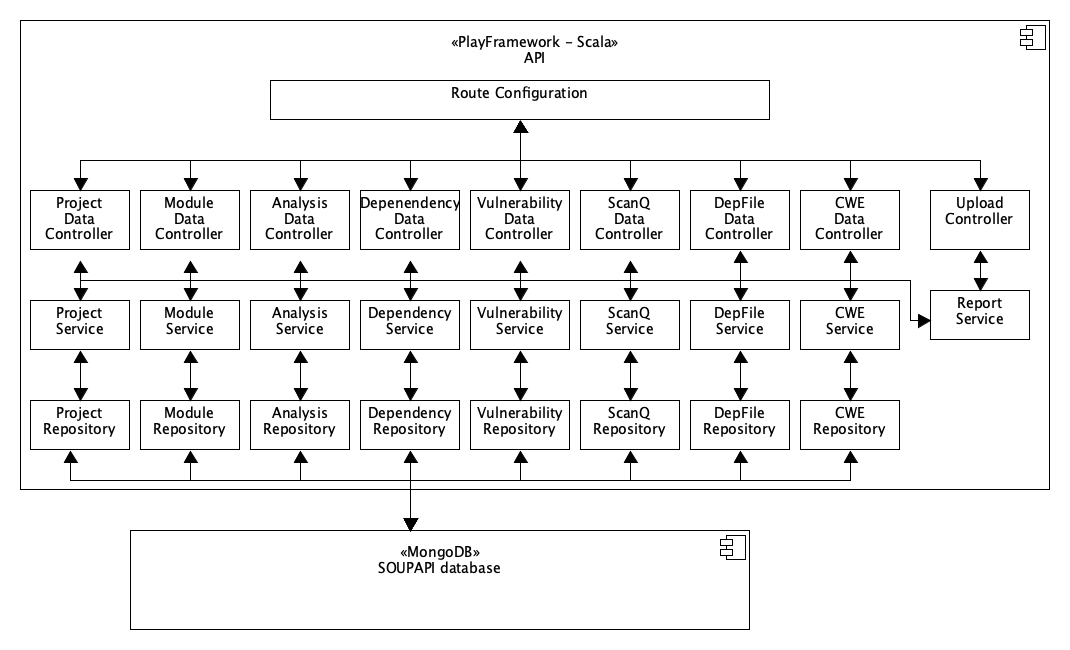 «PlayFramework – Scala»
API
Route Configuration
Project
Data
Controller
Module
Data
Controller
Analysis
Data
Controller
Depenendency
Data
Controller
Vulnerability
Data
Controller
ScanQ
Data
Controller
DepFile
Data
Controller
CWE
Data
Controller
Upload
Controller
Project
Service
Module
Service
Analysis
Service
Dependency
Service
Vulnerability
Service
ScanQ
Service
DepFile
Service
CWE
Service
Report
Service
Project
Repository
Module
Repository
Analysis
Repository
Dependency
Repository
Vulnerability
Repository
ScanQ
Repository
DepFile
Repository
CWE
Repository
«MongoDB»
SOUPAPI database